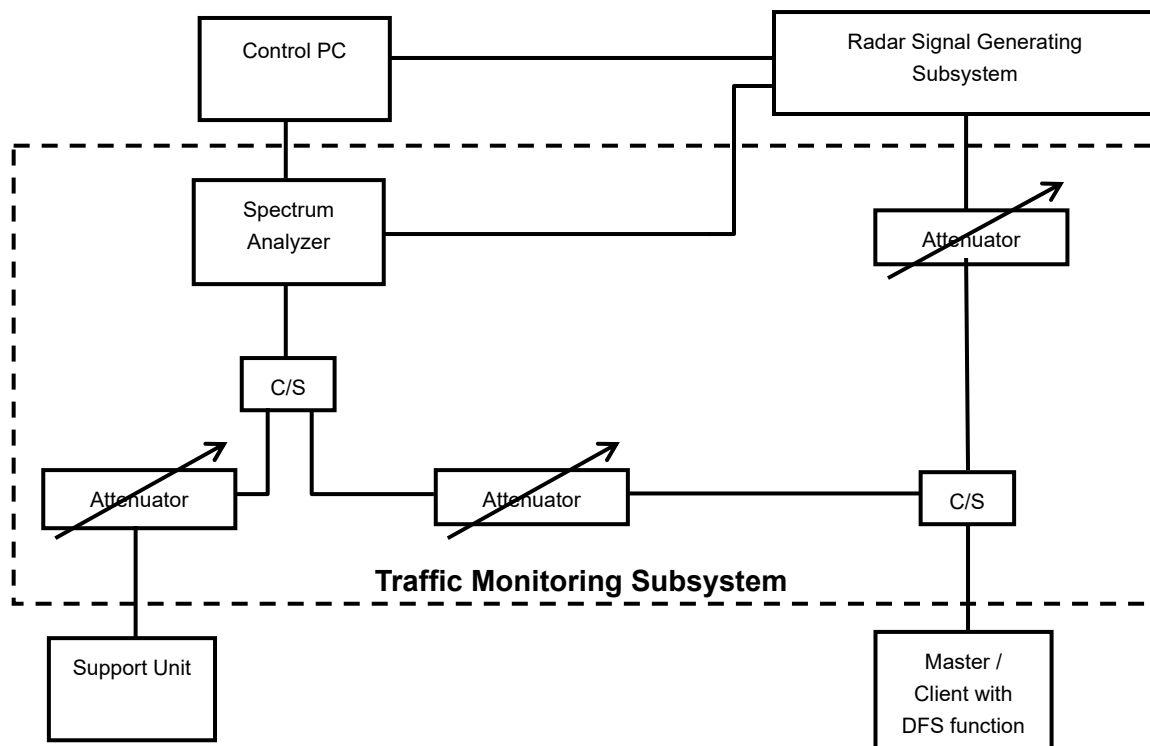 Control PC
Radar Signal Generating
Subsystem
Spectrum
Analyzer
Attenuator
C/S
Attenuator
Attenuator
C/S
Traffic Monitoring Subsystem
Support Unit
Master /
Client with
DFS function